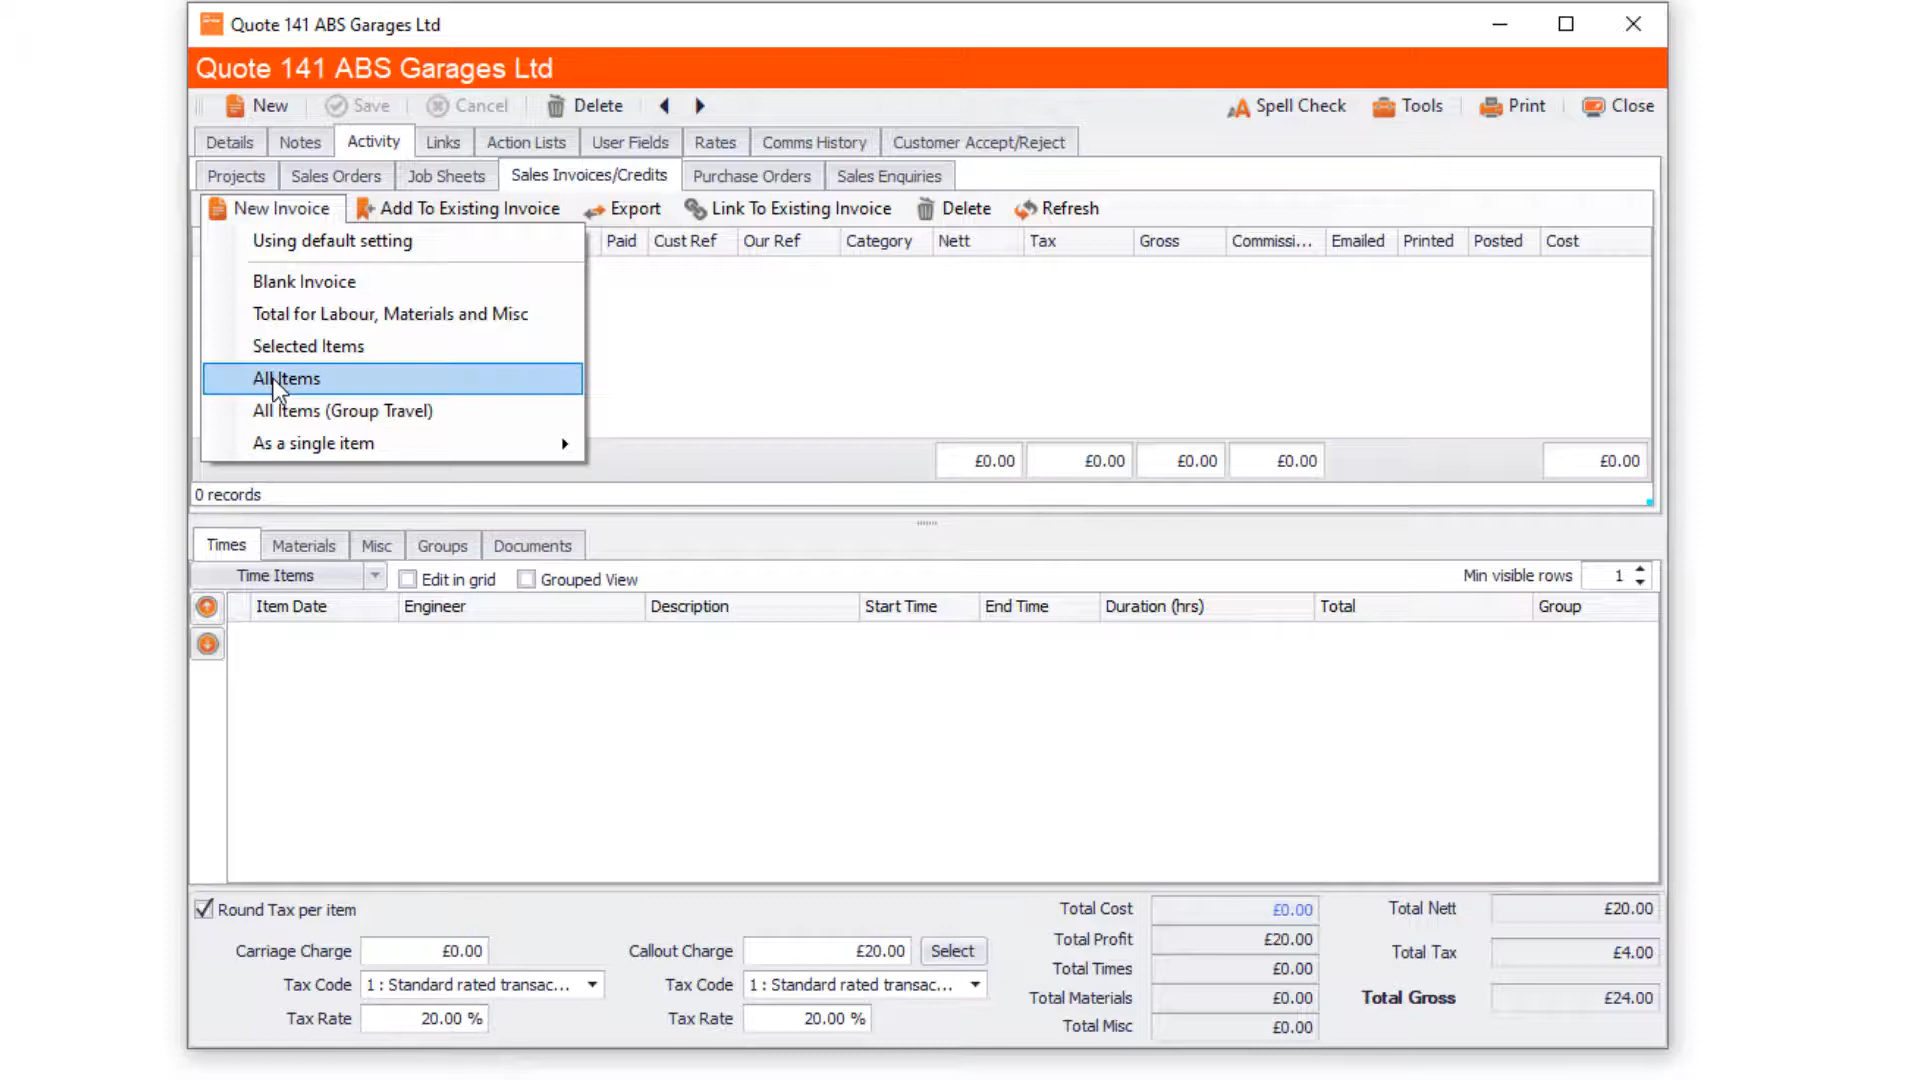 Quote 141 ABS Garages Ltd
Quote 141 ABS Garages Ltd
New Save Cancel Delete Spell Check Tools Print Close
Details Notes Activity Links Action Lists User Fields Rates Comms History Customer Accept/Reject
Projects Sales Orders Job Sheets Sales Invoices/Credits Purchase Orders Sales Enquiries
New Invoice Add To Existing Invoice Export Link To Existing Invoice Delete Refresh
Using default setting Paid Cust Ref Our Ref Category Nett Tax Gross Commissi... Emailed Printed Posted Cost
Blank Invoice
Total for Labour, Materials and Misc
Selected Items
All Items
All Items (Group Travel)
As a single item
£0.00 £0.00 £0.00 £0.00 £0.00
0 records
Times Materials Misc Groups Documents
Time Items Edit in grid Grouped View Min visible rows 1
Item Date Engineer Description Start Time End Time Duration (hrs) Total Group
Round Tax per item Total Cost £0.00 Total Nett £20.00
Total Profit £20.00
Carriage Charge £0.00 Callout Charge £20.00 Select Total Tax £4.00
Total Times £0.00
Tax Code 1 : Standard rated transac... Tax Code 1 : Standard rated transac...
Total Materials £0.00 Total Gross £24.00
Tax Rate 20.00 % Tax Rate 20.00 %
Total Misc £0.00